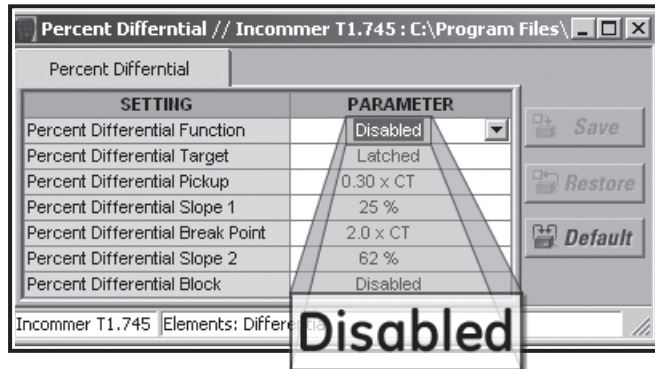 Percent Differntial // Incommer T1.745 : C:\Program Files\
Percent Differntial
SETTING PARAMETER
Percent Differential Function Disabled
Percent Differential Target Latched
Percent Differential Pickup 0.30 x CT
Percent Differential Slope 1 25 %
Percent Differential Break Point 2.0 x CT
Percent Differential Slope 2 62 %
Percent Differential Block Disabled
Save
Restore
Default
Incommer T1.745 Elements: Differential
Disabled